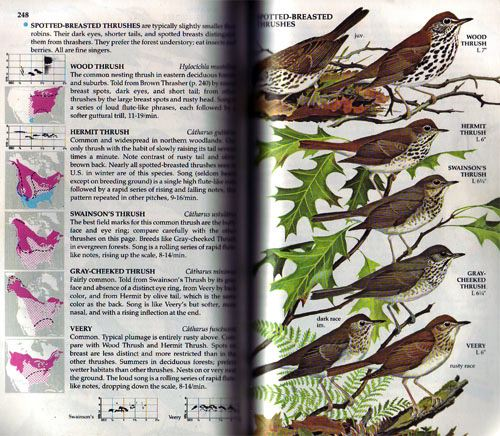 248
SPOTTED-BREASTED THRUSHES are typically slightly smaller
robins. Their dark eyes, shorter tails, and spotted breasts
them from thrashers. They prefer the forest understory; eat insects
berries. All are fine singers.
WOOD THRUSH Hylocichla
The common nesting thrush in eastern deciduous
and suburbs. Told from Brown Thrasher (p. 240) by
breast spots, dark eyes, and short tail; from
thrushes by the large breast spots and rusty head.
a series of loud flute-like phrases, each followed
softer guttural trill, 11-19/min.
HERMIT THRUSH Cátharus
Common and widespread in northern woodlands.
only thrush with the habit of slowly raising its tail
times a minute. Note contrast of rusty tail and
brown back. Nearly all spotted-breasted thrushes
U.S. in winter are of this species. Song (seldom
except on breeding ground) is a single high flute-like
followed by a rapid series of rising and falling notes,
pattern repeated in other pitches, 9-16/min.
SWAINSON'S THRUSH Cátharus
The best field marks for this common thrush are the
face and eye ring; compare carefully with the
thrushes on this page. Breeds like Gray-cheeked
in evergreen forests. Song is a rolling series of rapid
like notes, rising up the scale, 8-14/min.
GRAY-CHEEKED THRUSH Cátharus
Fairly common. Told from Swainson's Thrush by its
face and absence of a distinct eye ring, from Veery by
color, and from Hermit by olive tail, which is the
color as the back. Song is like Veery's but softer,
nasal, and with a rising inflection at the end.
VEERY Cátharus
Common. Typical plumage is entirely rusty above.
pare with Wood Thrush and Hermit Thrush. Spots
breast are less distinct and more restricted than in
other thrushes. Summers in deciduous forests;
wetter habitats than other thrushes. Nests on or very
the ground. The loud song is a rolling series of rapid
like notes, dropping down the scale, 8-14/min.
Swainson's
Veery
SPOTTED-BREASTED
THRUSHES
juv.
WOOD
THRUSH
L 7"
HERMIT
THRUSH
L 6"
SWAINSON'S
THRUSH
L 6¼"
GRAY-
CHEEKED
THRUSH
L 6¼"
dark race
im.
VEERY
L 6"
rusty race